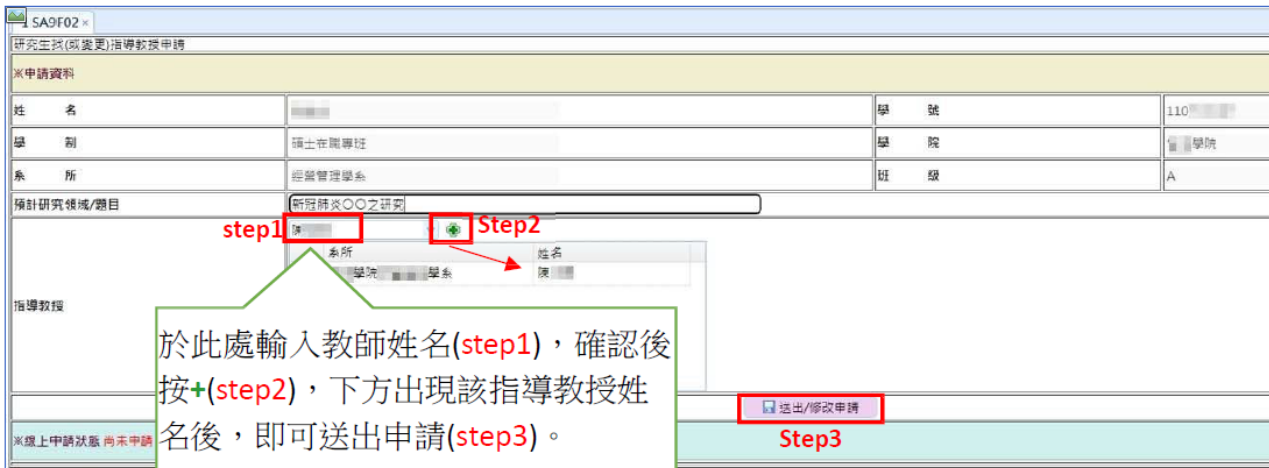 1 SA9F02 ×
研究生找(或變更)指導教授申請
※申請資料
姓 名
學 號 110
學 制 碩士在職專班 學 院 學院
系 所 經營管理學系 班 級 A
預計研究領域/題目 新冠肺炎〇〇之研究
step1 陳 Step2
系所 姓名
學院 學系 陳
指導教授
於此處輸入教師姓名(step1)，確認後
按+(step2)，下方出現該指導教授姓
名後，即可送出申請(step3)。
送出/修改申請
※線上申請狀態 尚未申請
Step3